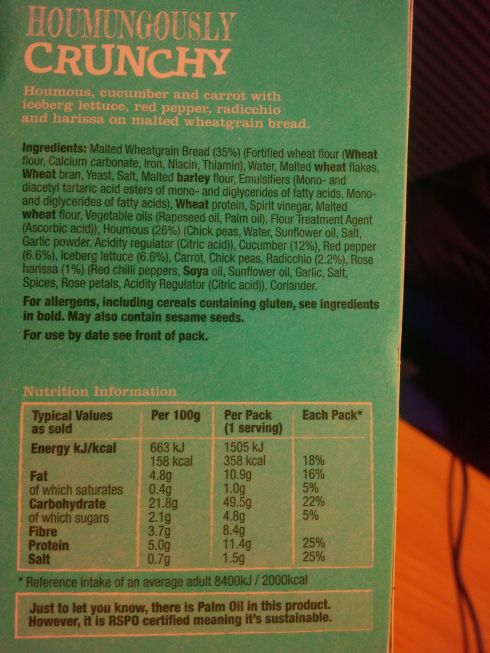 HOUMUNGOUSLY
CRUNCHY
Houmous, cucumber and carrot with
iceberg lettuce, red pepper, radicchio
and harissa on malted wheatgrain bread.
Ingredients: Malted Wheatgrain Bread (35%) (Fortified wheat flour (Wheat
flour, Calcium carbonate, Iron, Niacin, Thiamin), Water, Malted wheat flakes,
Wheat bran, Yeast, Salt, Malted barley flour, Emulsifiers (Mono- and
diacetyl tartaric acid esters of mono- and diglycerides of fatty acids, Mono-
and diglycerides of fatty acids), Wheat protein, Spirit vinegar, Malted
wheat flour, Vegetable oils (Rapeseed oil, Palm oil), Flour Treatment Agent
(Ascorbic acid)), Houmous (26%) (Chick peas, Water, Sunflower oil, Salt,
Garlic powder, Acidity regulator (Citric acid)), Cucumber (12%), Red pepper
(6.6%), Iceberg lettuce (6.6%), Carrot, Chick peas, Radicchio (2.2%), Rose
harissa (1%) (Red chilli peppers, Soya oil, Sunflower oil, Garlic, Salt,
Spices, Rose petals, Acidity Regulator (Citric acid)), Coriander.
For allergens, including cereals containing gluten, see ingredients
in bold. May also contain sesame seeds.
For use by date see front of pack.
Nutrition Information
Typical Values as sold Per 100g Per Pack (1 serving) Each Pack*
Energy kJ/kcal 663 kJ 1505 kJ
158 kcal 358 kcal 18%
Fat 4.8g 10.9g 16%
of which saturates 0.4g 1.0g 5%
Carbohydrate 21.8g 49.5g 22%
of which sugars 2.1g 4.8g 5%
Fibre 3.7g 8.4g
Protein 5.0g 11.4g 25%
Salt 0.7g 1.5g 25%
* Reference intake of an average adult 8400kJ / 2000kcal
Just to let you know, there is Palm Oil in this product.
However, it is RSPO certified meaning it's sustainable.